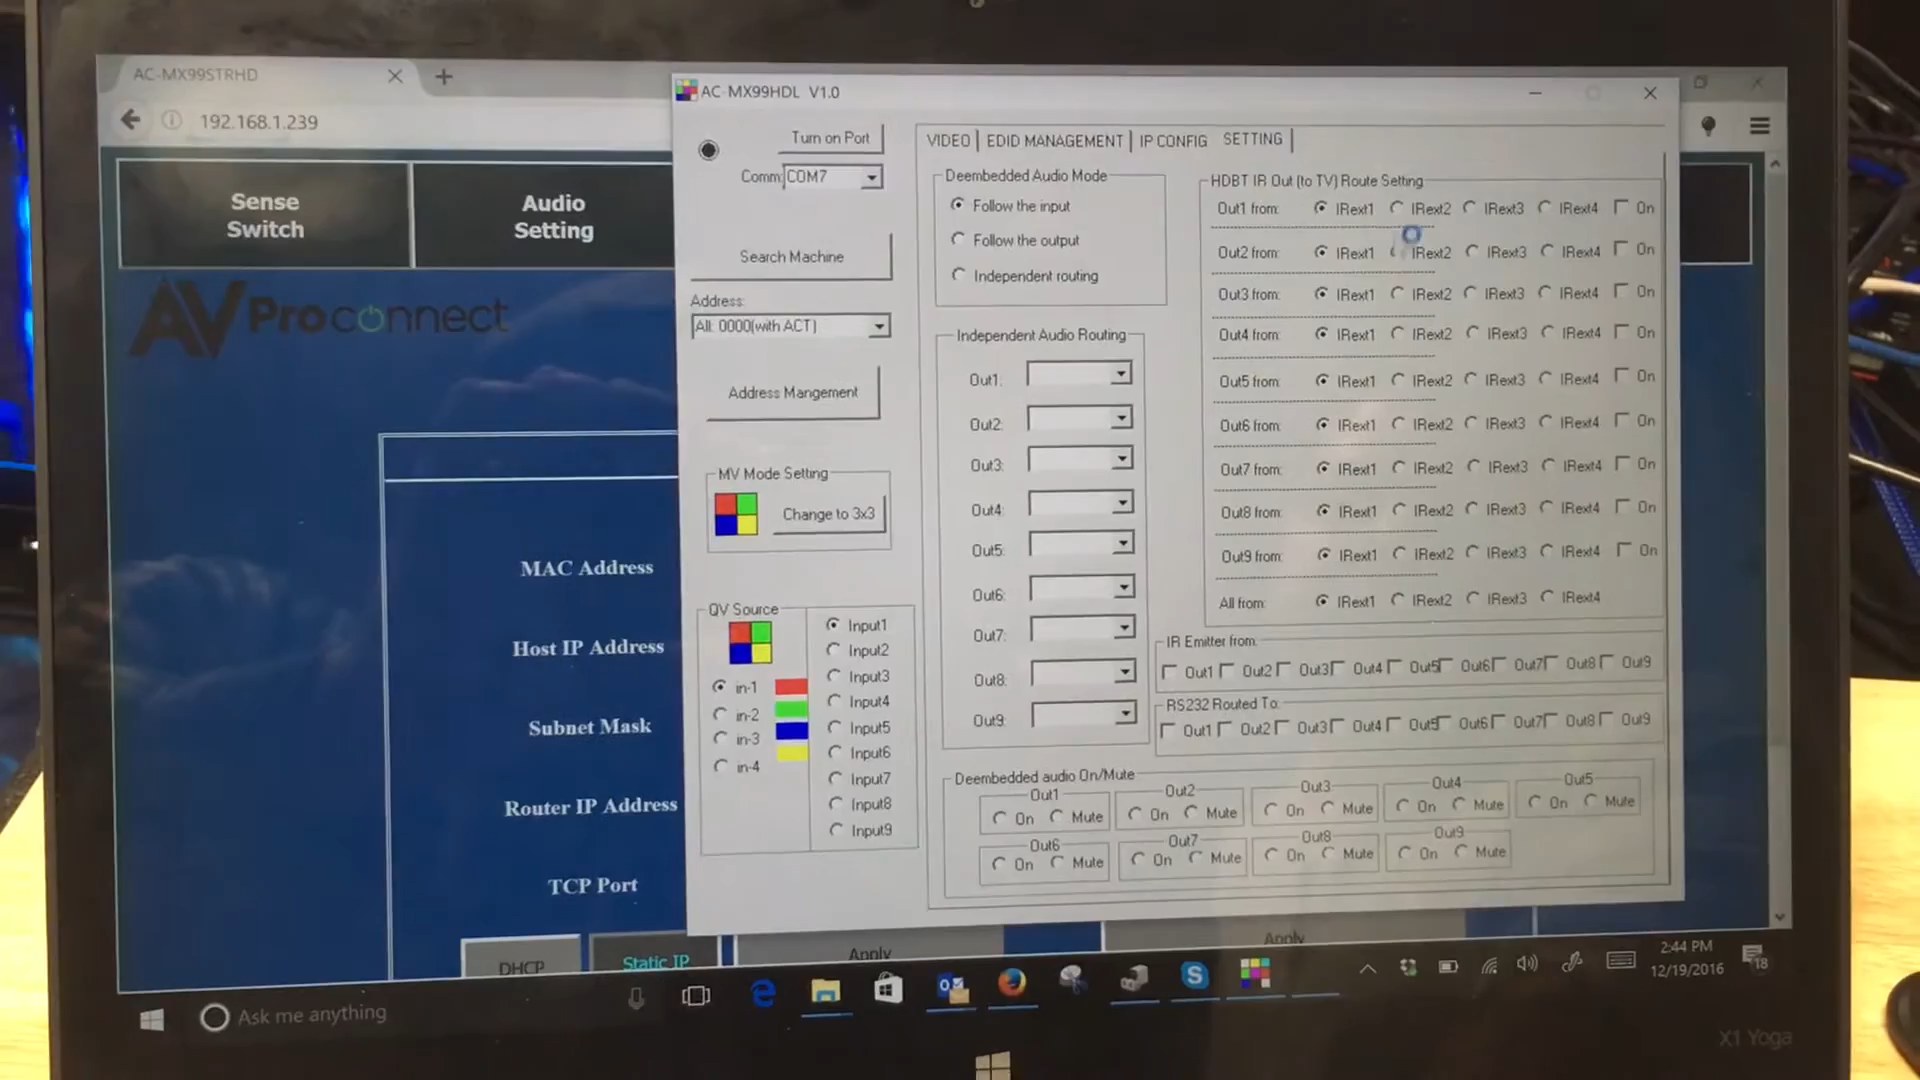 AC-MX99STRHD
192.168.1.239
Sense
Switch
Audio
Setting
AVProconnect
MAC Address
Host IP Address
Subnet Mask
Router IP Address
TCP Port
DHCP
Static IP
Apply
Apply
AC-MX99HDL V1.0
Turn on Port
Comm: COM7
Search Machine
Address:
All: 0000(with ACT)
Address Mangement
MV Mode Setting
Change to 3x3
QV Source
in-1
in-2
in-3
in-4
Input1
Input2
Input3
Input4
Input5
Input6
Input7
Input8
Input9
VIDEO EDID MANAGEMENT IP CONFIG SETTING
Deembedded Audio Mode
Follow the input
Follow the output
Independent routing
Independent Audio Routing
Out1:
Out2:
Out3:
Out4:
Out5:
Out6:
Out7:
Out8:
Out9:
HDBT IR Out (to TV) Route Setting
Out1 from: IRext1 IRext2 IRext3 IRext4 On
Out2 from: IRext1 IRext2 IRext3 IRext4 On
Out3 from: IRext1 IRext2 IRext3 IRext4 On
Out4 from: IRext1 IRext2 IRext3 IRext4 On
Out5 from: IRext1 IRext2 IRext3 IRext4 On
Out6 from: IRext1 IRext2 IRext3 IRext4 On
Out7 from: IRext1 IRext2 IRext3 IRext4 On
Out8 from: IRext1 IRext2 IRext3 IRext4 On
Out9 from: IRext1 IRext2 IRext3 IRext4 On
All from: IRext1 IRext2 IRext3 IRext4
IR Emitter from:
Out1 Out2 Out3 Out4 Out5 Out6 Out7 Out8 Out9
RS232 Routed To:
Out1 Out2 Out3 Out4 Out5 Out6 Out7 Out8 Out9
Deembedded audio On/Mute
Out1 Out2 Out3 Out4 Out5
On Mute On Mute On Mute On Mute On Mute
Out6 Out7 Out8 Out9
On Mute On Mute On Mute On Mute
Ask me anything
2:44 PM
12/19/2016
18
X1 Yoga